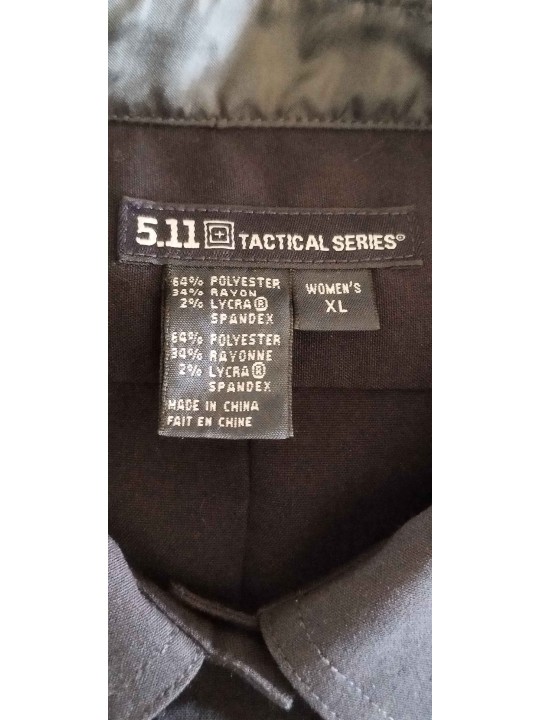 5.11 TACTICAL SERIES®
64% POLYESTER
34% RAYON
2% LYCRA®
SPANDEX
64% POLYESTER
34% RAYONNE
2% LYCRA®
SPANDEX
MADE IN CHINA
FAIT EN CHINE
WOMEN'S
XL